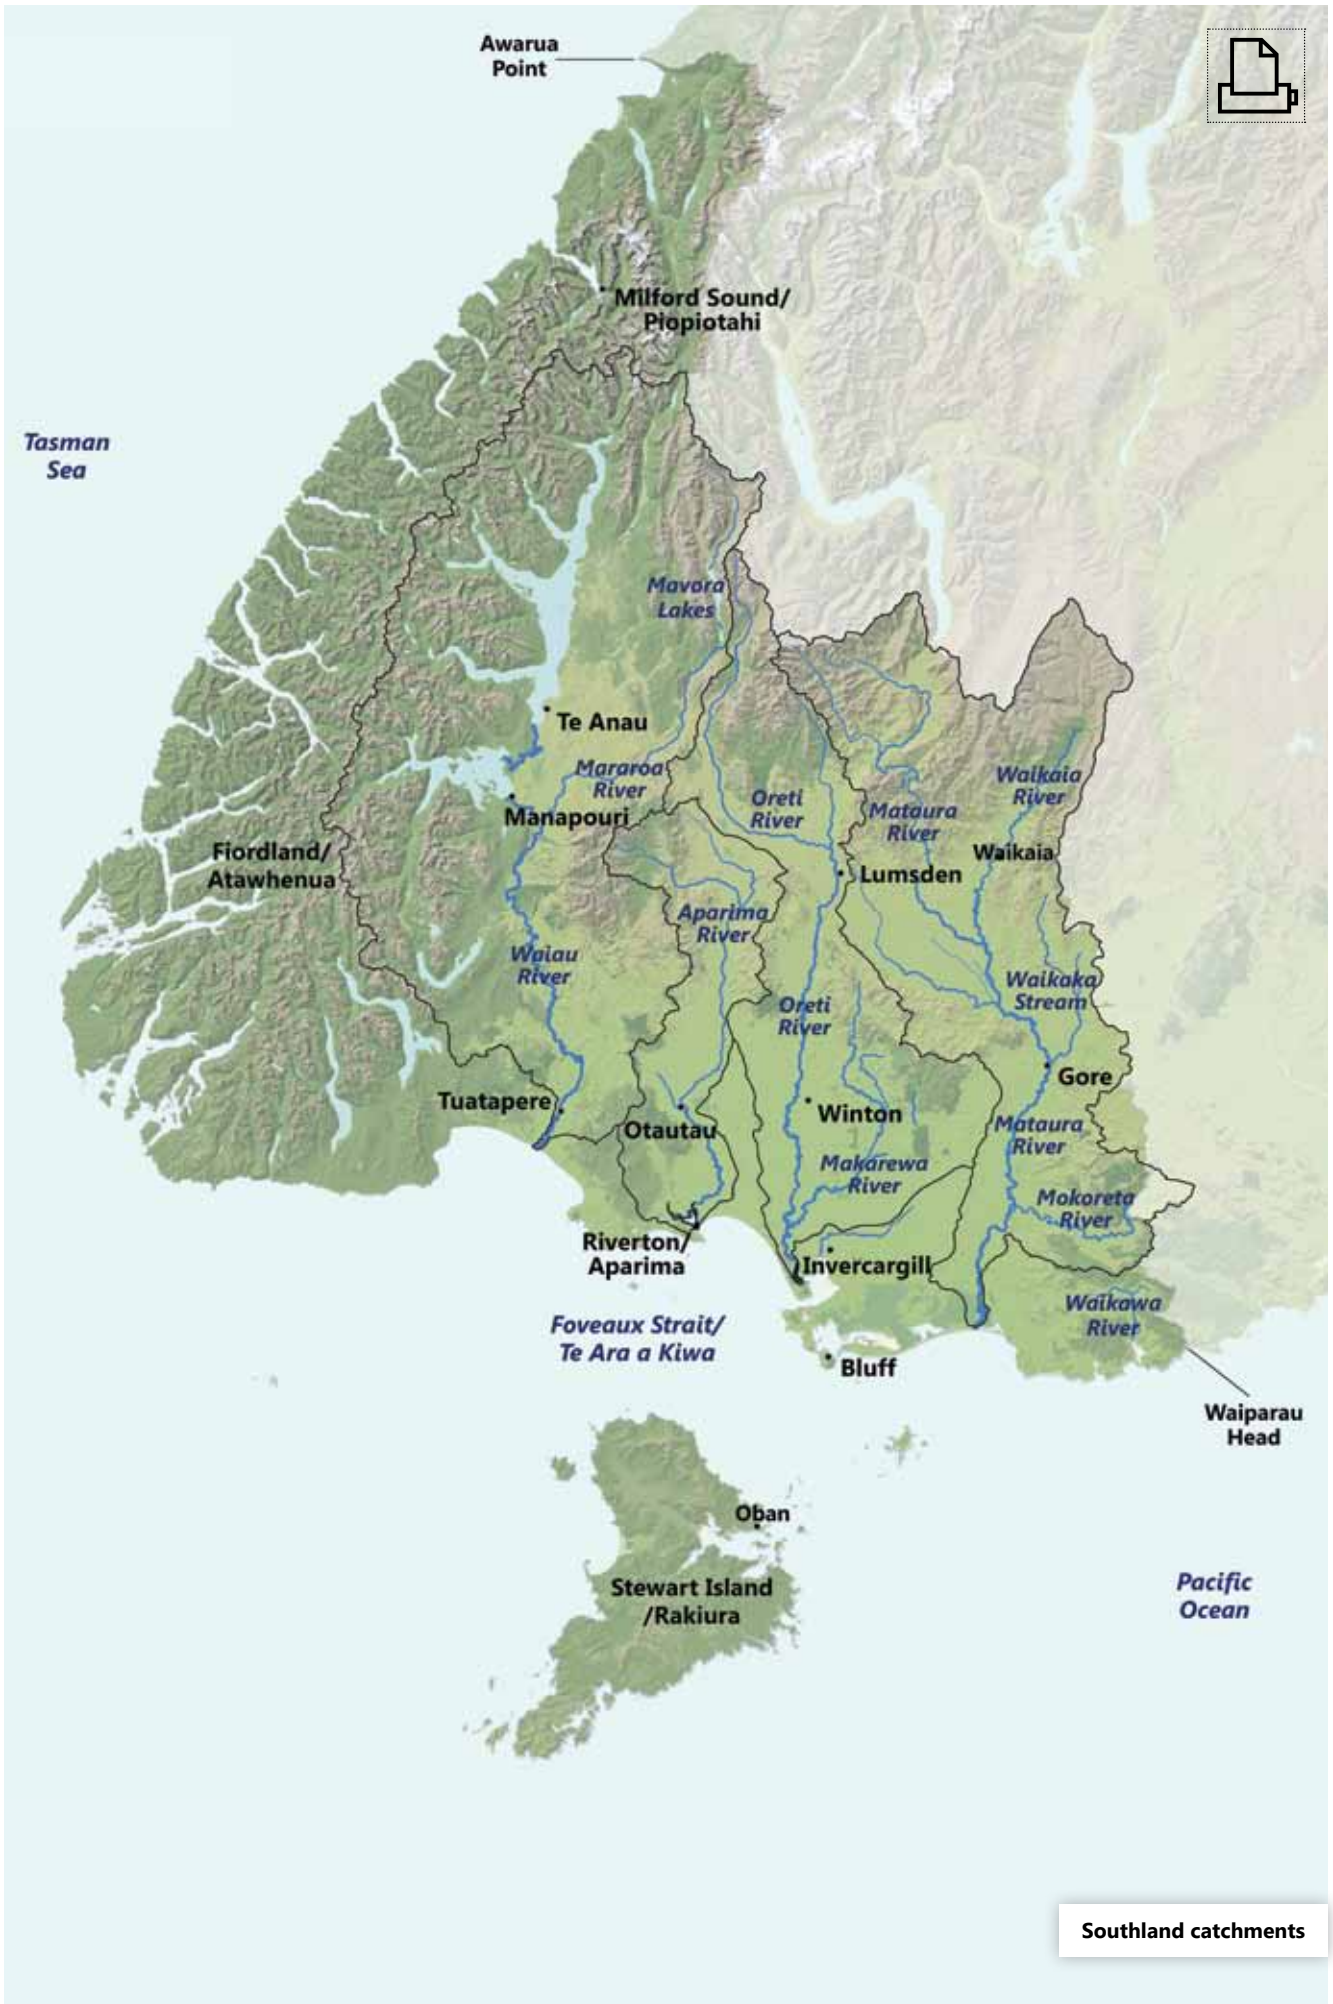 Awarua
Point
Milford Sound/
Piopiotahi
Tasman
Sea
Mavora
Lakes
Te Anau
Mararoa
River
Waikaia
River
Oreti
River
Mataura
River
Manapouri
Fiordland/
Atawhenua
Waikaia
Lumsden
Aparima
River
Waiau
River
Waikaka
Stream
Oreti
River
Gore
Tuatapere
Winton
Otautau
Mataura
River
Makarewa
River
Mokoreta
River
Riverton/
Aparima
Invercargill
Waikawa
River
Foveaux Strait/
Te Ara a Kiwa
Bluff
Waiparau
Head
Oban
Stewart Island
/Rakiura
Pacific
Ocean
Southland catchments